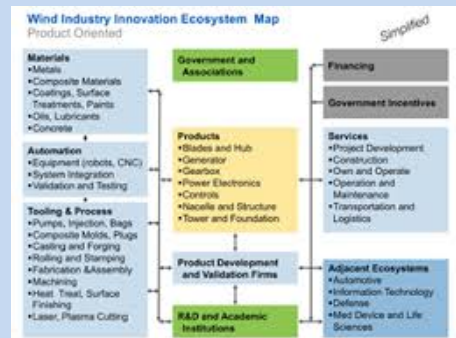 Wind Industry Innovation Ecosystem Map
Product Oriented
Simplified
Materials
•Metals
•Composite Materials
•Coatings, Surface
Treatments, Paints
•Oils, Lubricants
•Concrete
Automation
•Equipment (robots, CNC)
•System Integration
•Validation and Testing
Tooling & Process
•Pumps, Injection, Bags
•Composite Molds, Plugs
•Casting and Forging
•Rolling and Stamping
•Fabrication &Assembly
•Machining
•Heat Treat, Surface
Finishing
•Laser, Plasma Cutting
Government and
Associations
Products
•Blades and Hub
•Generator
•Gearbox
•Power Electronics
•Controls
•Nacelle and Structure
•Tower and Foundation
Product Development
and Validation Firms
R&D and Academic
Institutions
Financing
Government Incentives
Services
•Project Development
•Construction
•Own and Operate
•Operation and
Maintenance
•Transportation and
Logistics
Adjacent Ecosystems
•Automotive
•Information Technology
•Defense
•Med Device and Life
Sciences